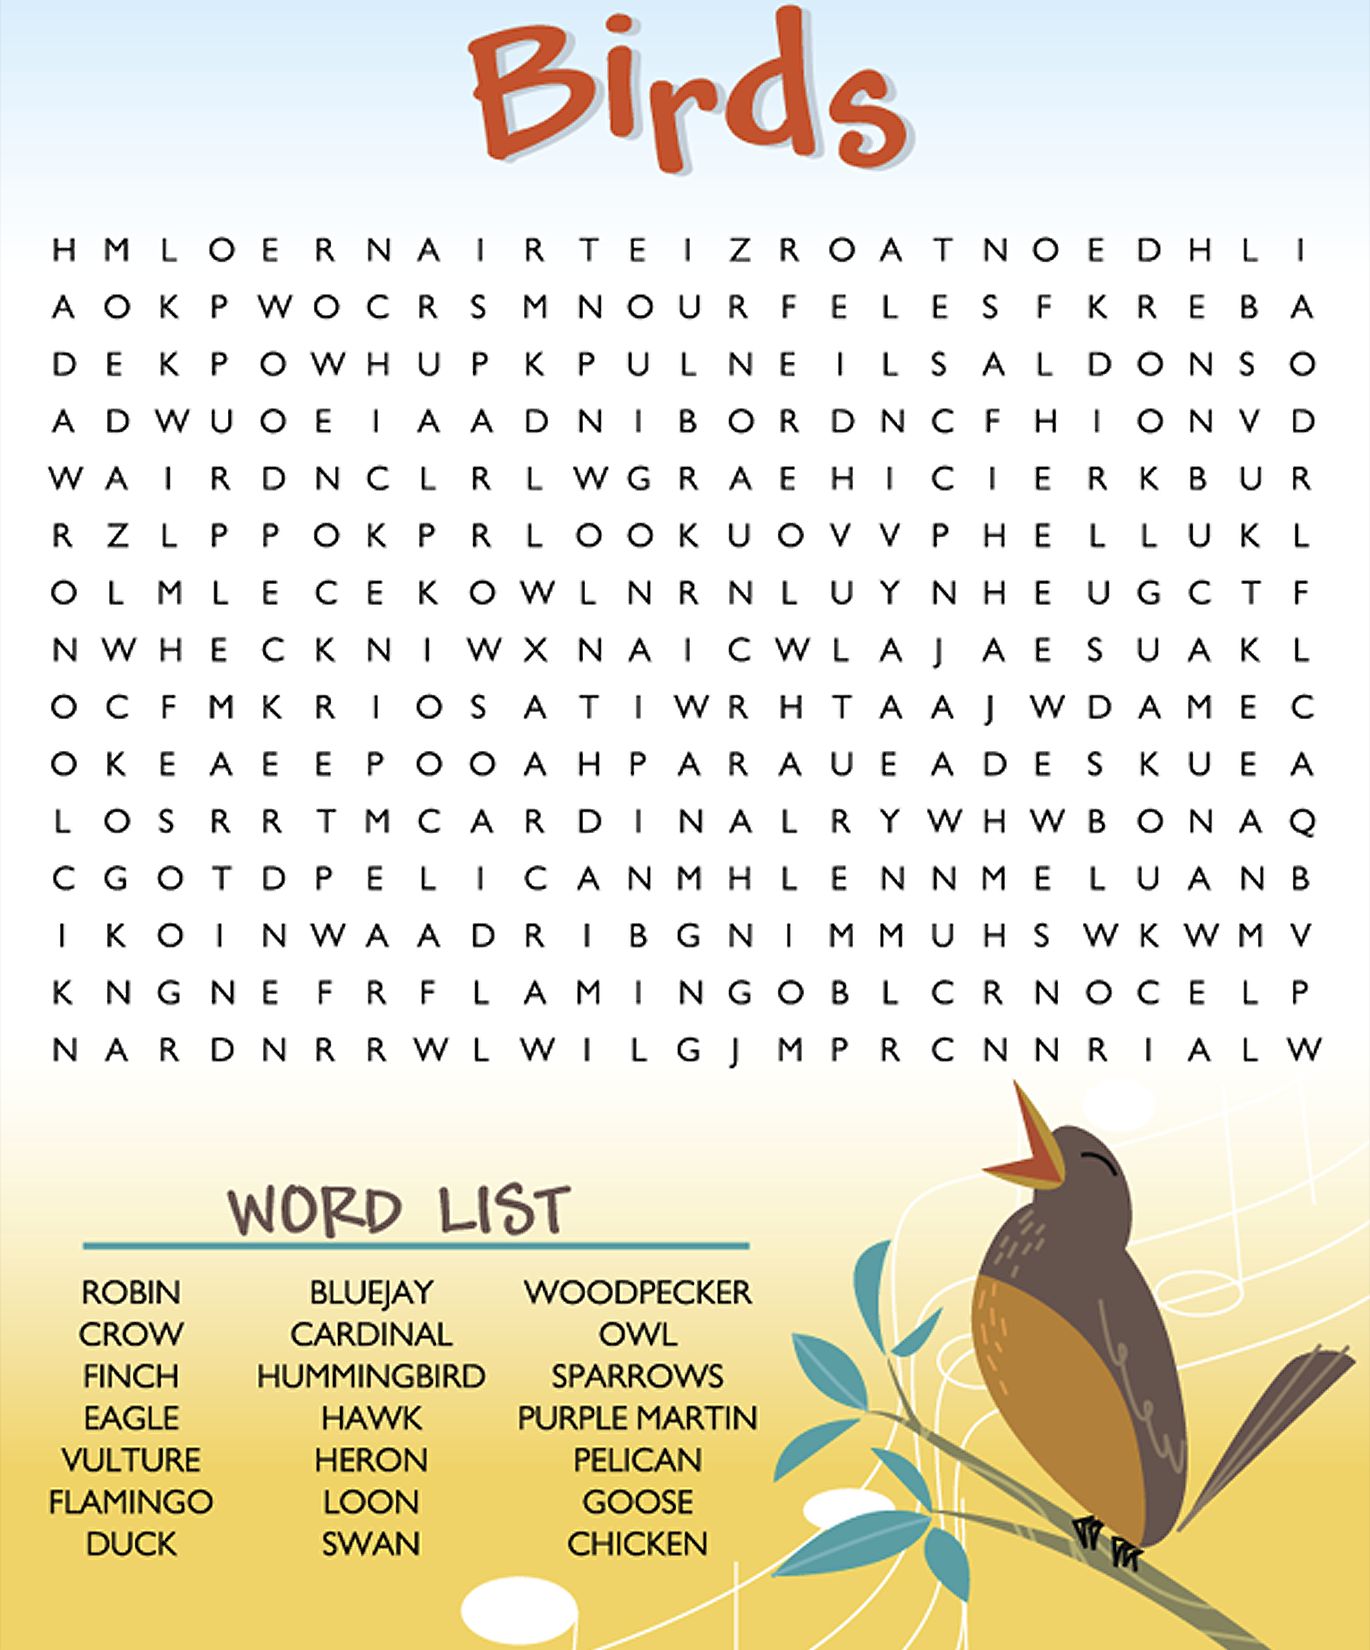 Birds
H M L O E R N A I R T E I Z R O A T N O E D H L I
A O K P W O C R S M N O U R F E L E S F K R E B A
D E K P O W H U P K P U L N E I L S A L D O N S O
A D W U O E I A A D N I B O R D N C F H I O N V D
W A I R D N C L R L W G R A E H I C I E R K B U R
R Z L P P O K P R L O O K U O V V P H E L L U K L
O L M L E C E K O W L N R N L U Y N H E U G C T F
N W H E C K N I W X N A I C W L A J A E S U A K L
O C F M K R I O S A T I W R H T A A J W D A M E C
O K E A E E P O O A H P A R A U E A D E S K U E A
L O S R R T M C A R D I N A L R Y W H W B O N A Q
C G O T D P E L I C A N M H L E N N M E L U A N B
I K O I N W A A D R I B G N I M M U H S W K W M V
K N G N E F R F L A M I N G O B L C R N O C E L P
N A R D N R R W L W I L G J M P R C N N R I A L W
WORD LIST
ROBIN BLUEJAY WOODPECKER
CROW CARDINAL OWL
FINCH HUMMINGBIRD SPARROWS
EAGLE HAWK PURPLE MARTIN
VULTURE HERON PELICAN
FLAMINGO LOON GOOSE
DUCK SWAN CHICKEN